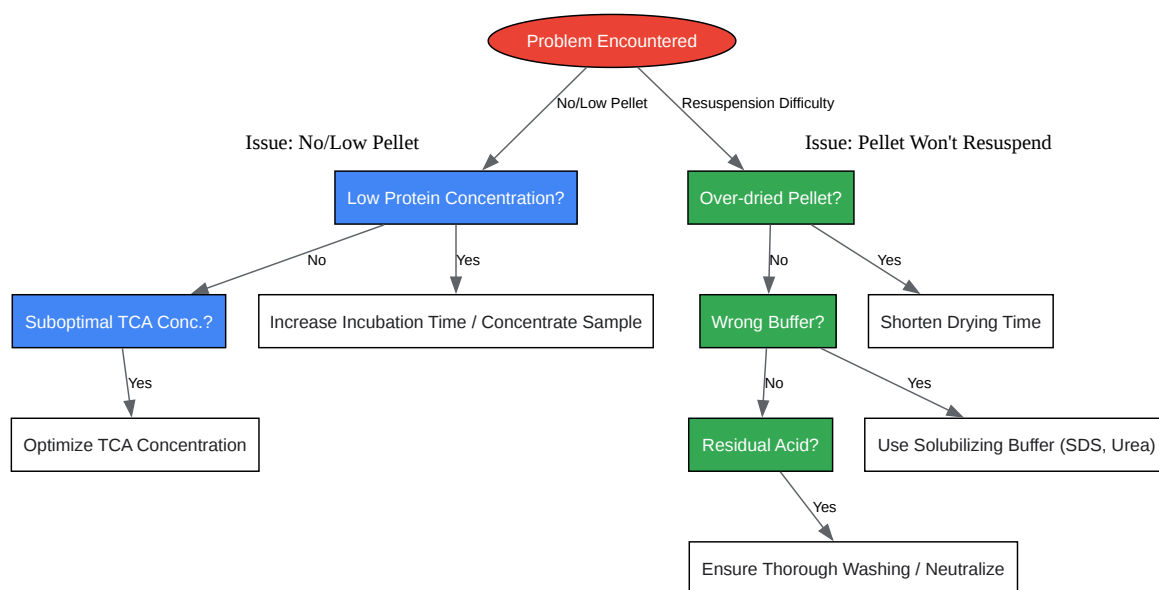 Problem Encountered
No/Low Pellet
Resuspension Difficulty
Issue: No/Low Pellet
Issue: Pellet Won't Resuspend
Low Protein Concentration?
Over-dried Pellet?
No
Yes
No
Yes
Suboptimal TCA Conc.?
Increase Incubation Time / Concentrate Sample
Wrong Buffer?
Shorten Drying Time
Yes
No
Yes
Optimize TCA Concentration
Residual Acid?
Use Solubilizing Buffer (SDS, Urea)
Yes
Ensure Thorough Washing / Neutralize